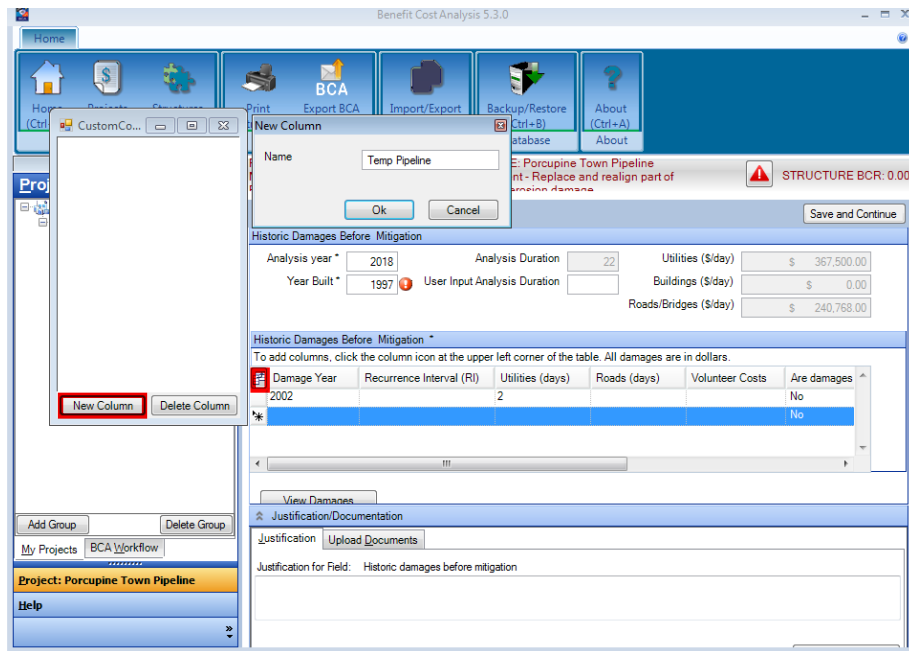 Benefit Cost Analysis 5.3.0
Home
BCA
Home Projects Structures Print Export BCA Import/Export Backup/Restore About
(Ctrl+B) (Ctrl+A)
About
CustomCo...
New Column
Name Temp Pipeline
Ok Cancel
New Column Delete Column
Porcupine Town Pipeline
Replace and realign part of
erosion damage
STRUCTURE BCR: 0.00
Save and Continue
Historic Damages Before Mitigation
Analysis year * 2018 Analysis Duration 22 Utilities ($/day) $ 367,500.00
Year Built * 1997 User Input Analysis Duration Buildings ($/day) $ 0.00
Roads/Bridges ($/day) $ 240,768.00
Historic Damages Before Mitigation *
To add columns, click the column icon at the upper left corner of the table. All damages are in dollars.
Damage Year Recurrence Interval (RI) Utilities (days) Roads (days) Volunteer Costs Are damages
2002 2 No
No
View Damages
Justification/Documentation
Justification Upload Documents
Justification for Field: Historic damages before mitigation
Add Group Delete Group
My Projects BCA Workflow
Project: Porcupine Town Pipeline
Help